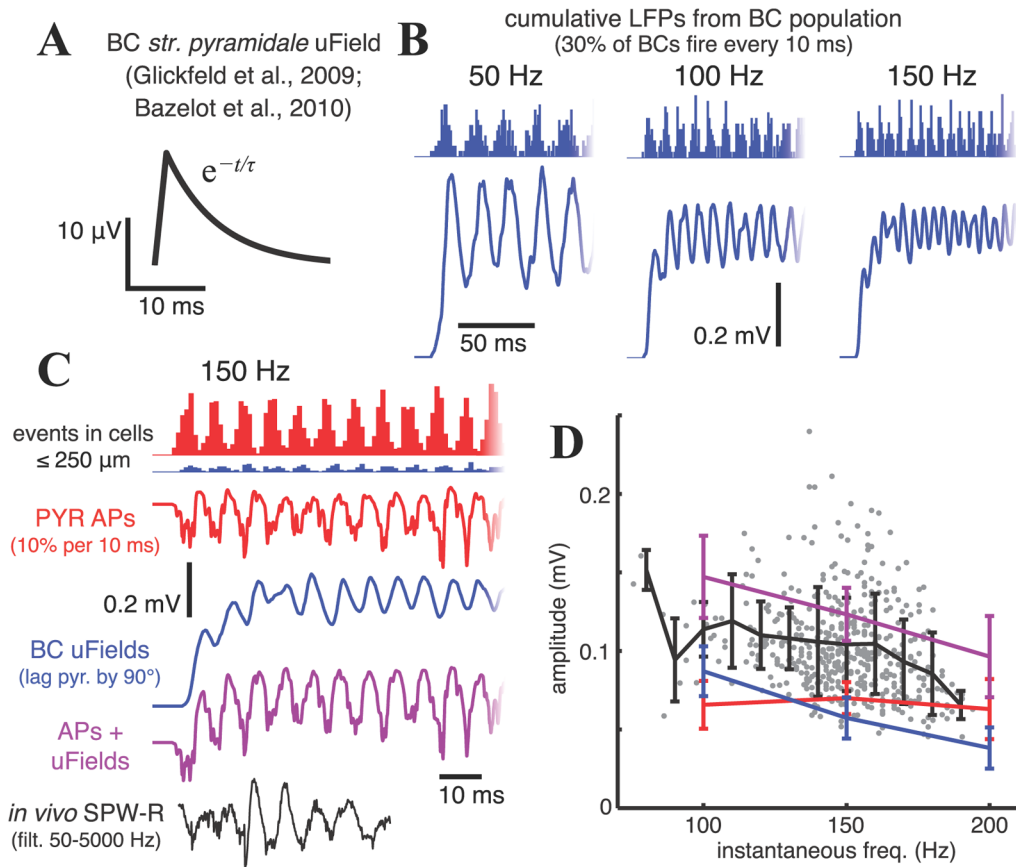 A
BC str. pyramidale uField
(Glickfeld et al., 2009;
Bazelot et al., 2010)
e−t/τ
10 µV
10 ms
B
cumulative LFPs from BC population
(30% of BCs fire every 10 ms)
50 Hz
100 Hz
150 Hz
50 ms
0.2 mV
C
150 Hz
events in cells
≤ 250 µm
PYR APs
(10% per 10 ms)
0.2 mV
BC uFields
(lag pyr. by 90°)
APs +
uFields
10 ms
in vivo SPW-R
(filt. 50-5000 Hz)
D
amplitude (mV)
0.2
0.1
0
100
150
200
instantaneous freq. (Hz)